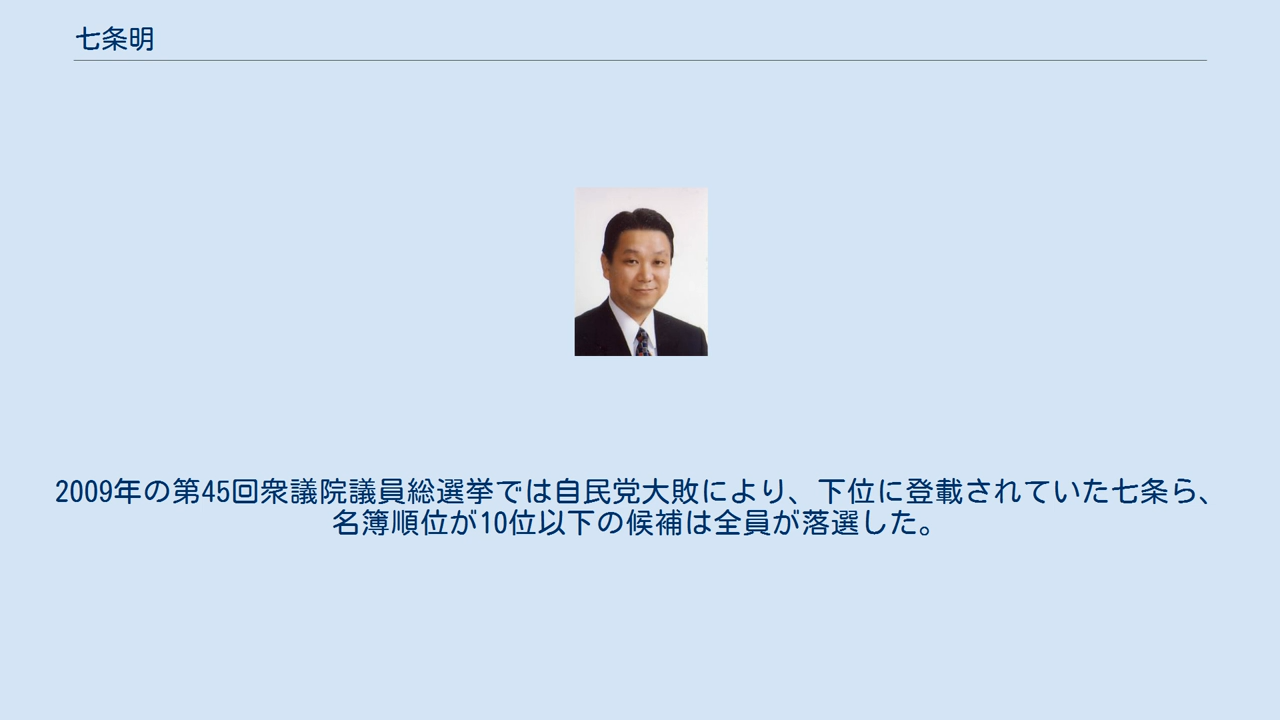 七条明
2009年の第45回衆議院議員総選挙では自民党大敗により、下位に登載されていた七条ら、
名簿順位が10位以下の候補は全員が落選した。